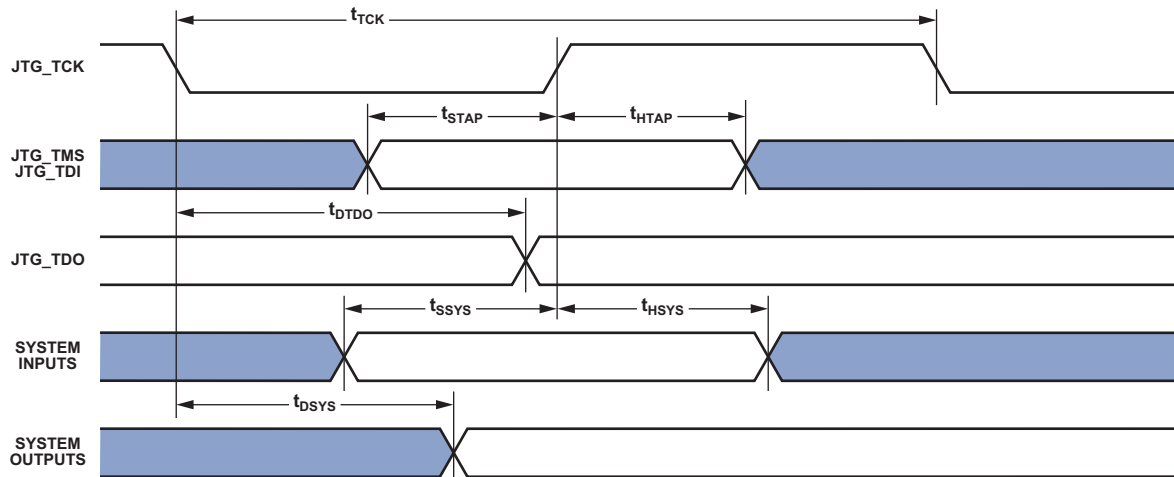 tTCK
JTG_TCK
tSTAP
tHTAP
JTG_TMS
JTG_TDI
tDTDO
JTG_TDO
tSSYS
tHSYS
SYSTEM
INPUTS
tDSYS
SYSTEM
OUTPUTS